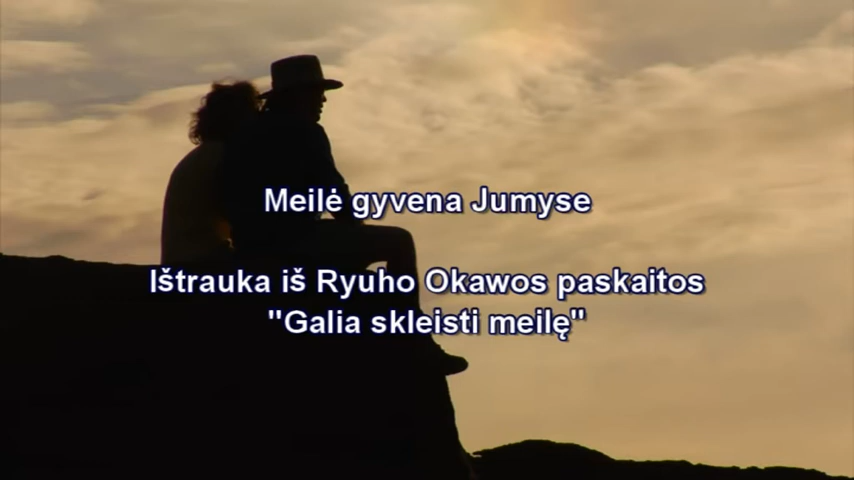 Meilė gyvena Jumyse
Ištrauka iš Ryuho Okawos paskaitos
"Galia skleisti meilę"